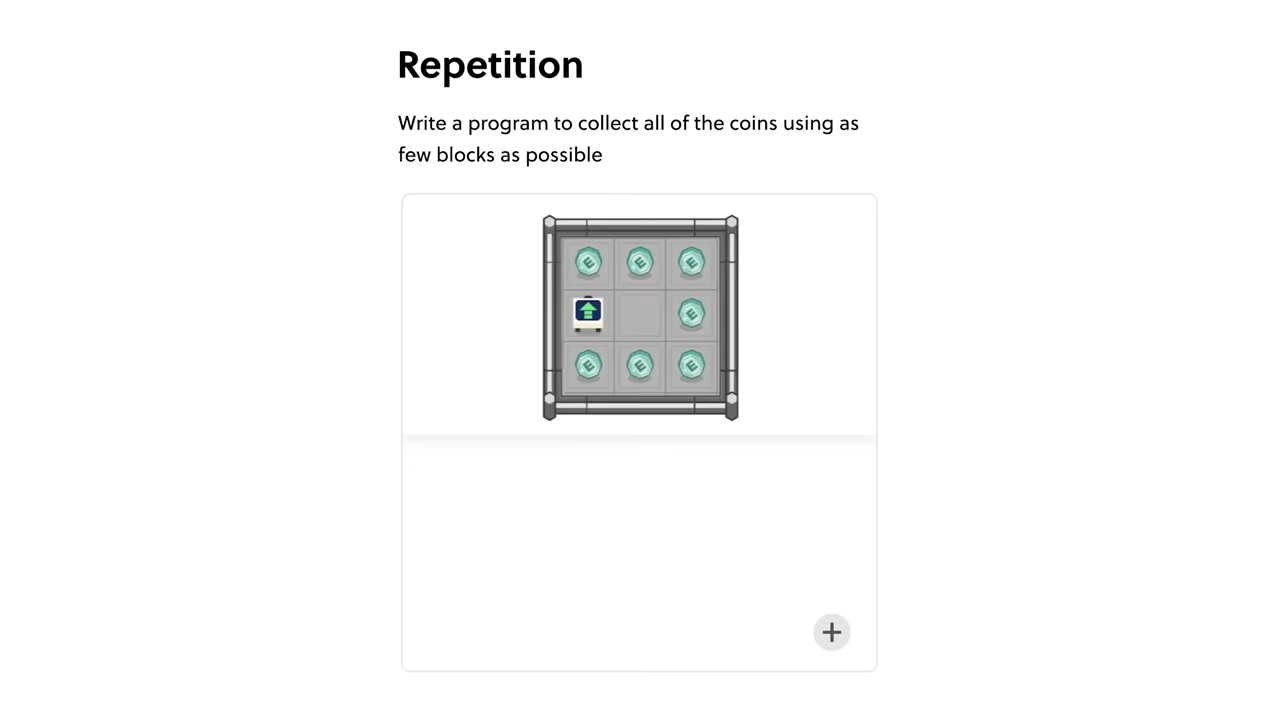 Repetition
Write a program to collect all of the coins using as
few blocks as possible
E E E
E
E E E